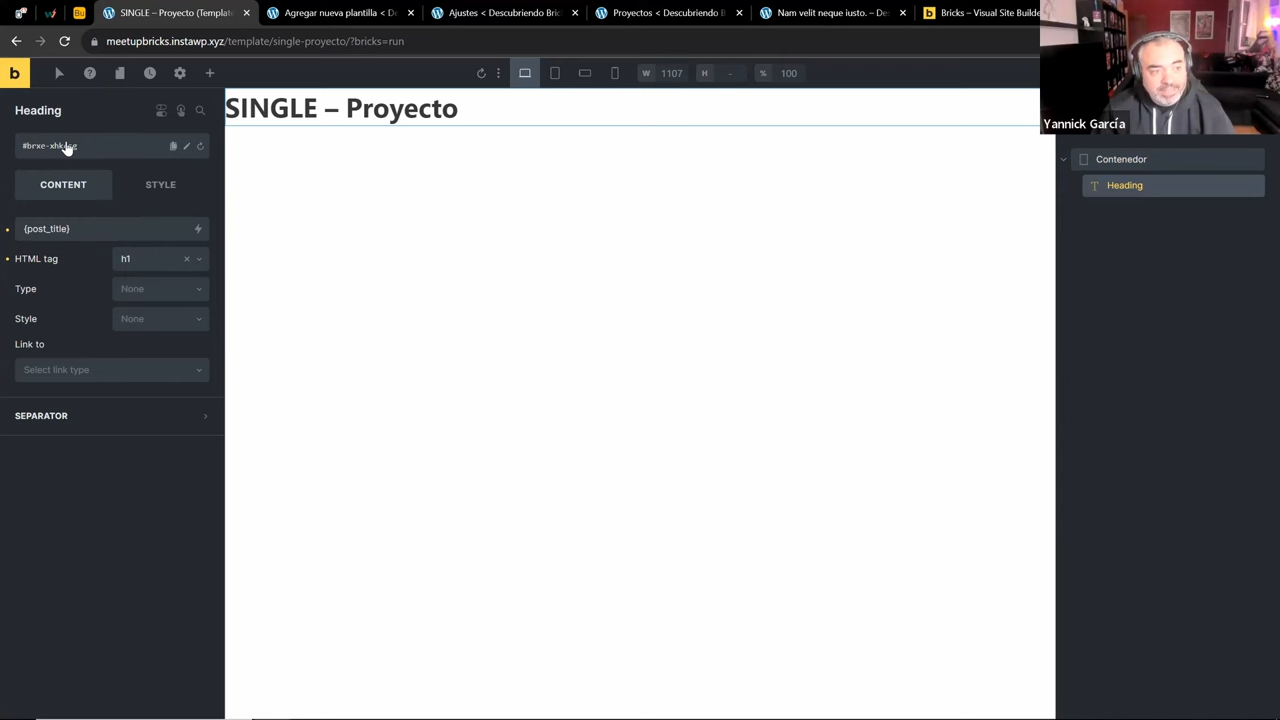 SINGLE – Proyecto (Templat
Agregar nueva plantilla < D
Ajustes < Descubriendo Bric
Proyectos < Descubriendo B
Nam velit neque iusto. – De
Bricks – Visual Site Builde
Bu
meetupbricks.instawp.xyz/template/single-proyecto/?bricks=run
b
W 1107 H - % 100
Heading
CONTENT STYLE
{post_title}
HTML tag h1
Type None
Style None
Link to
Select link type
SEPARATOR
SINGLE – Proyecto
Yannick García
Contenedor
Heading